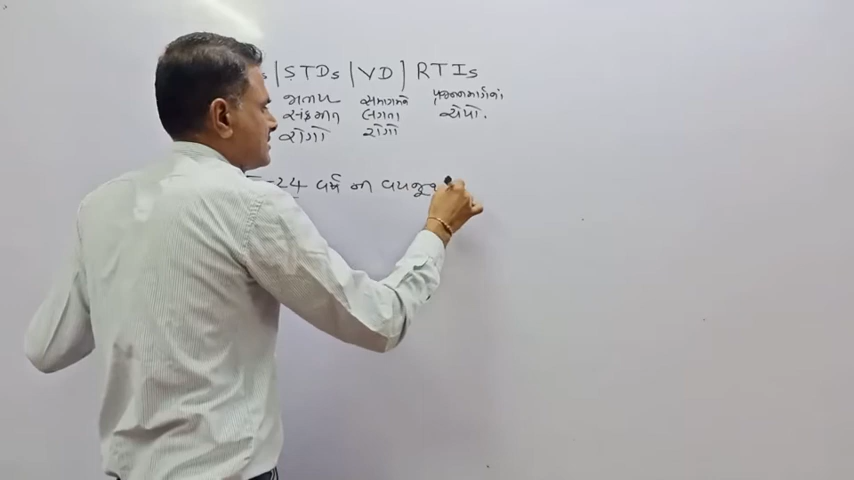 s | STDs | VD | RTIs
જાતીય સમાગમને પ્રજનનમાર્ગના
સંક્રમીત લગતા ચેપો.
રોગો રોગો
-24 વર્ષ ની વયજૂ